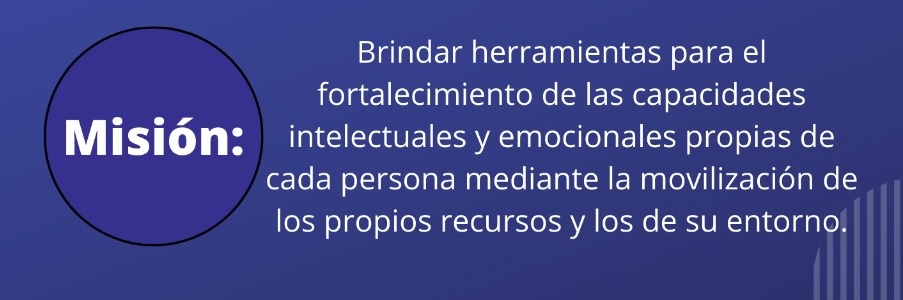 Misión:
Brindar herramientas para el
fortalecimiento de las capacidades
intelectuales y emocionales propias de
cada persona mediante la movilización de
los propios recursos y los de su entorno.